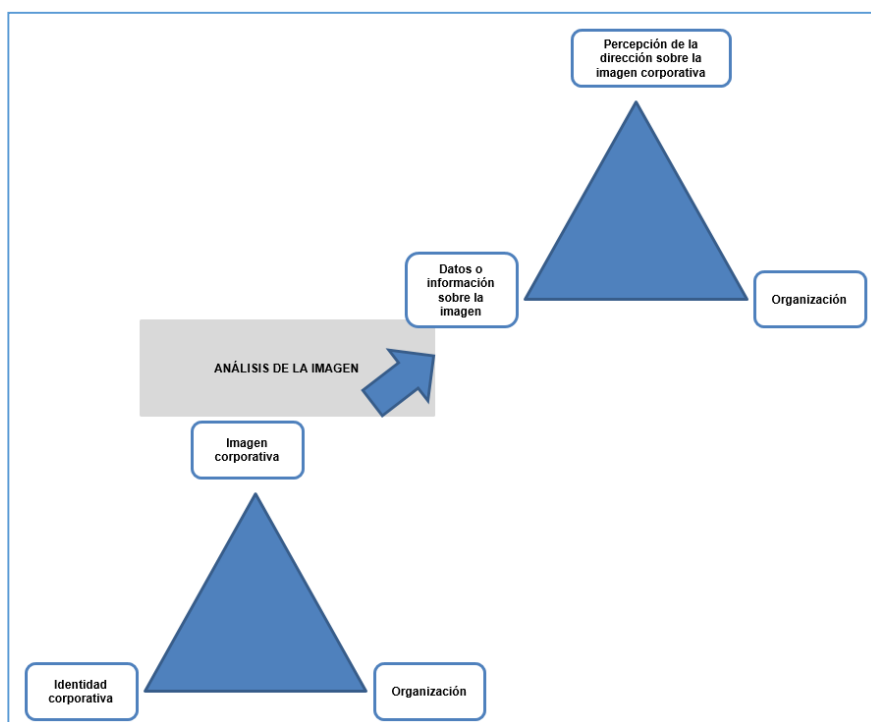 Percepción de la
dirección sobre la
imagen corporativa
Datos o
información
sobre la
imagen
Organización
ANÁLISIS DE LA IMAGEN
Imagen
corporativa
Identidad
corporativa
Organización